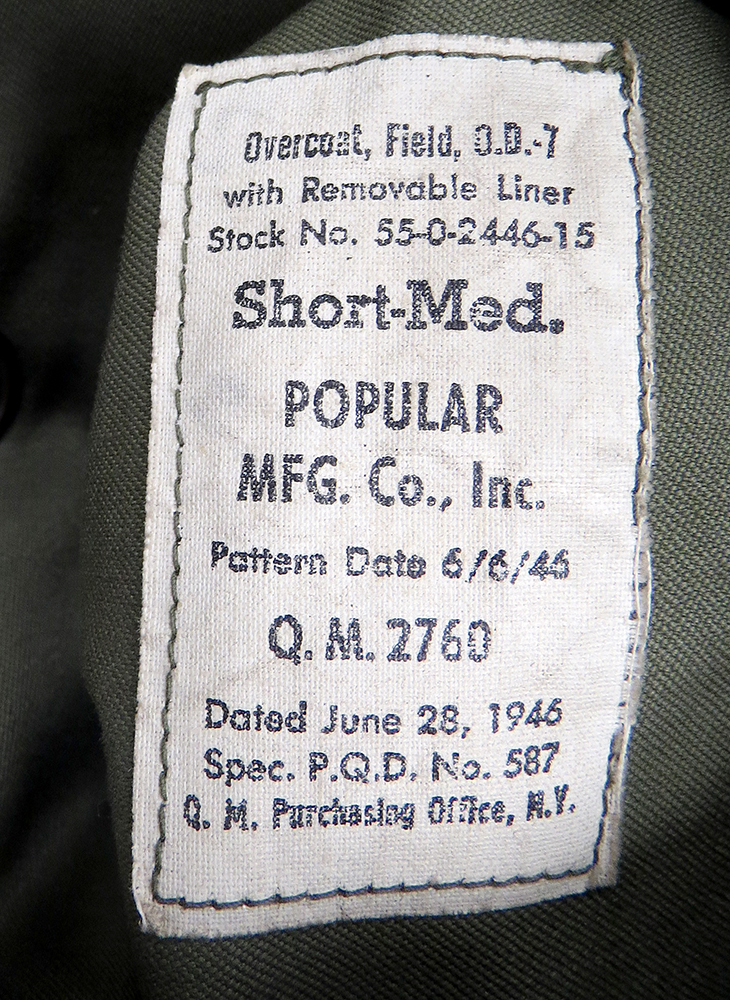 Overcoat, Field, O.D.-7
with Removable Liner
Stock No. 55-O-2446-15
Short-Med.
POPULAR
MFG. Co., Inc.
Pattern Date 6/6/46
Q. M. 2760
Dated June 28, 1946
Spec. P.Q.D. No. 587
Q. M. Purchasing Office, N.Y.